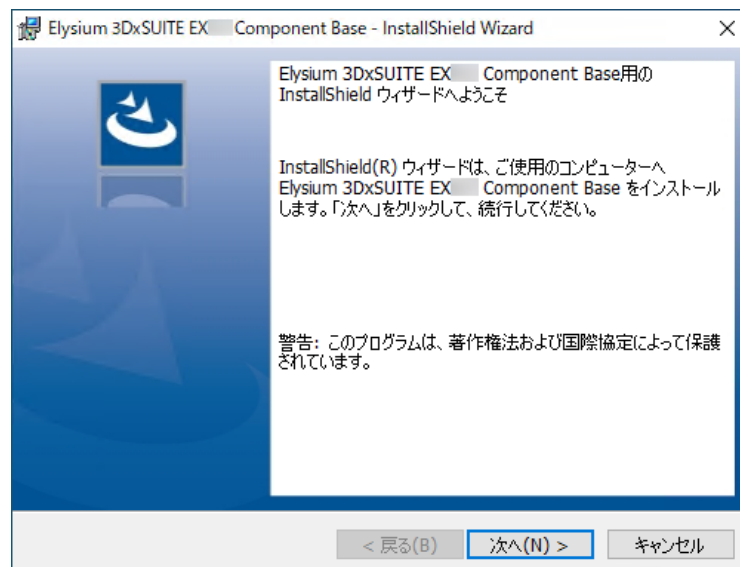 Elysium 3DxSUITE EX Component Base - InstallShield Wizard
Elysium 3DxSUITE EX Component Base用の
InstallShield ウィザードへようこそ
InstallShield(R) ウィザードは、ご使用のコンピューターへ
Elysium 3DxSUITE EX Component Base をインストール
します。「次へ」をクリックして、続行してください。
警告: このプログラムは、著作権法および国際協定によって保護
されています。
< 戻る(B)
次へ(N) >
キャンセル